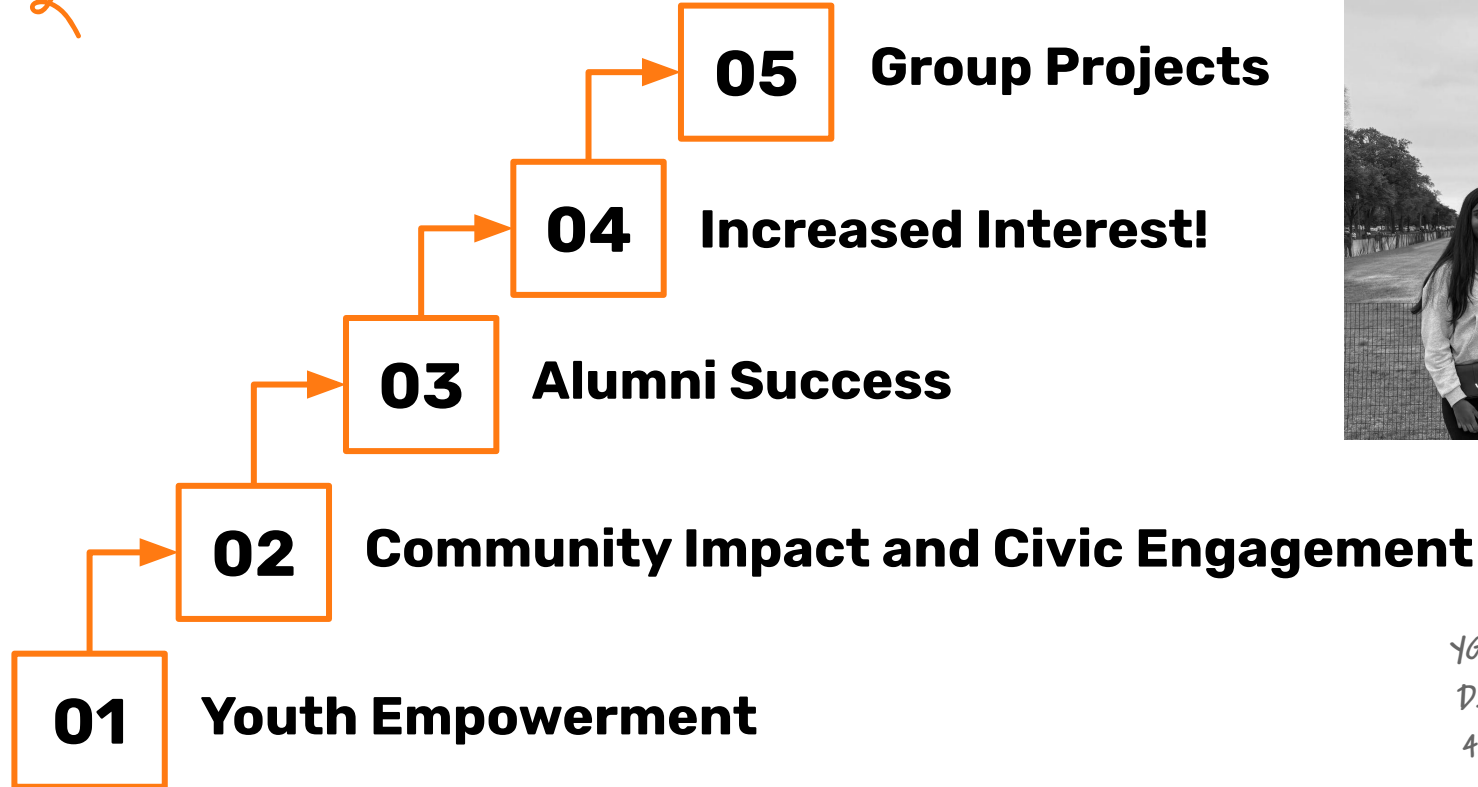 05 Group Projects
04 Increased Interest!
03 Alumni Success
02 Community Impact and Civic Engagement
01 Youth Empowerment